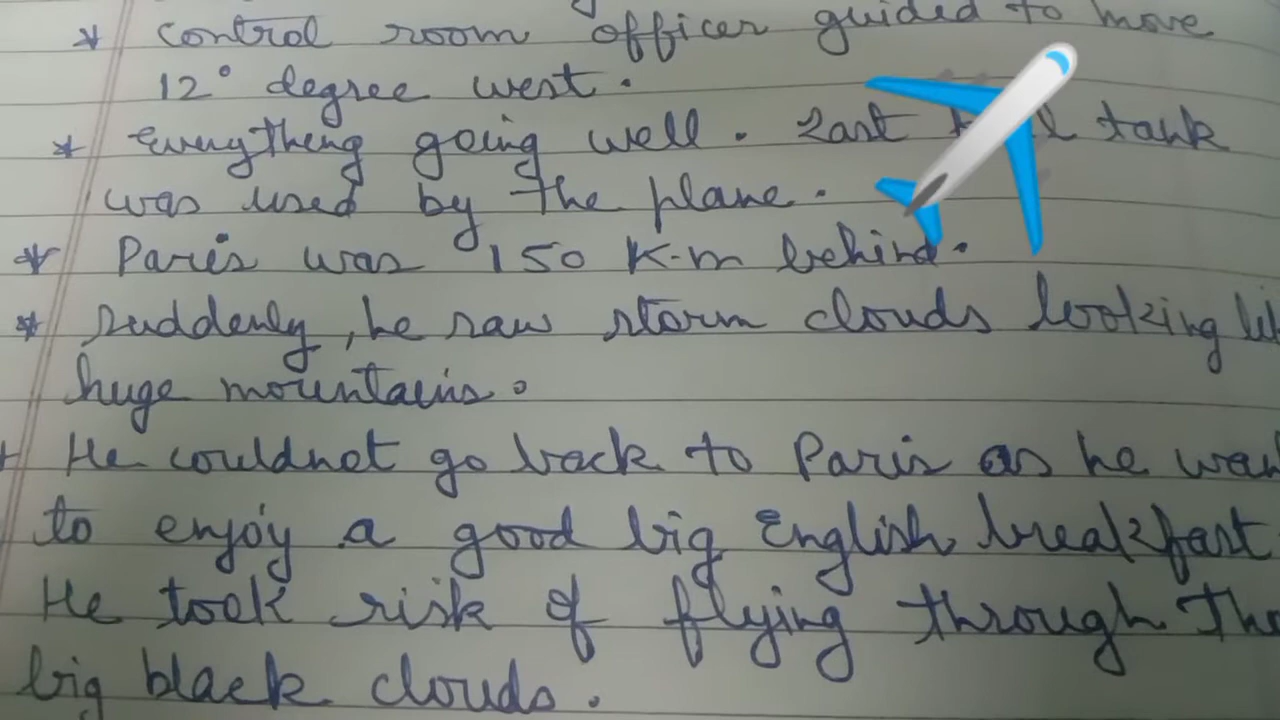 * control room officer guided to move
12° degree west.
* Everything going well. Last tank
was used by the plane.
* Paris was 150 K.m behind.
* suddenly, he saw storm clouds looking
huge mountains.
He couldnot go back to Paris as he
to enjoy a good big English breakfast
He took risk of flying through the
big black clouds.